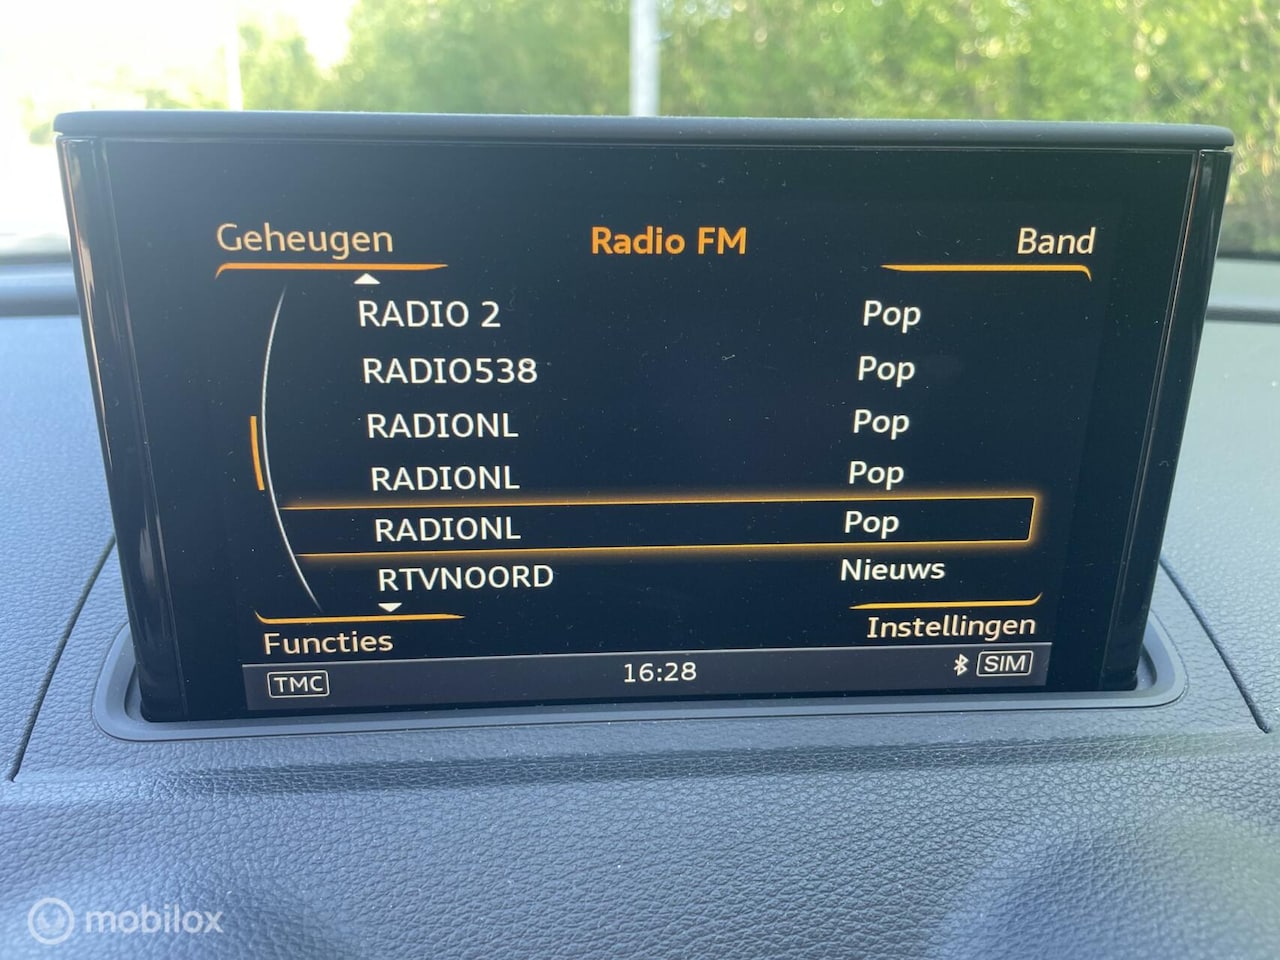 Geheugen Radio FM Band
RADIO 2 Pop
RADIO538 Pop
RADIONL Pop
RADIONL Pop
RADIONL Pop
RTVNOORD Nieuws
Functies Instellingen
TMC 16:28 SIM
mobilox